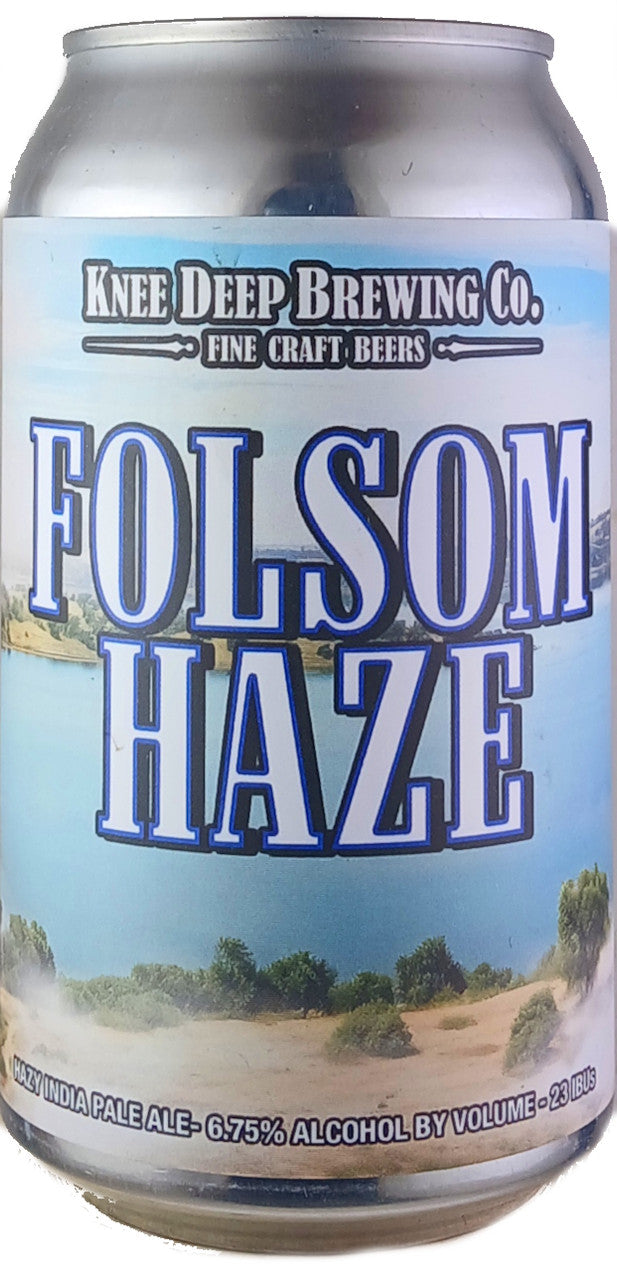 KNEE DEEP BREWING CO.
FINE CRAFT BEERS
FOLSOM
HAZE
HAZY INDIA PALE ALE- 6.75% ALCOHOL BY VOLUME - 23 IBUs